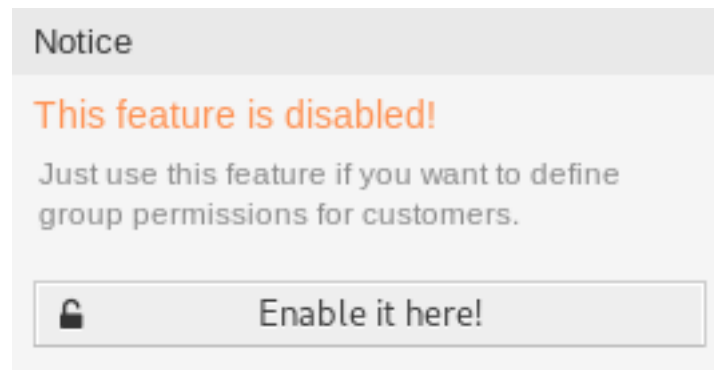 Notice
This feature is disabled!
Just use this feature if you want to define
group permissions for customers.
Enable it here!